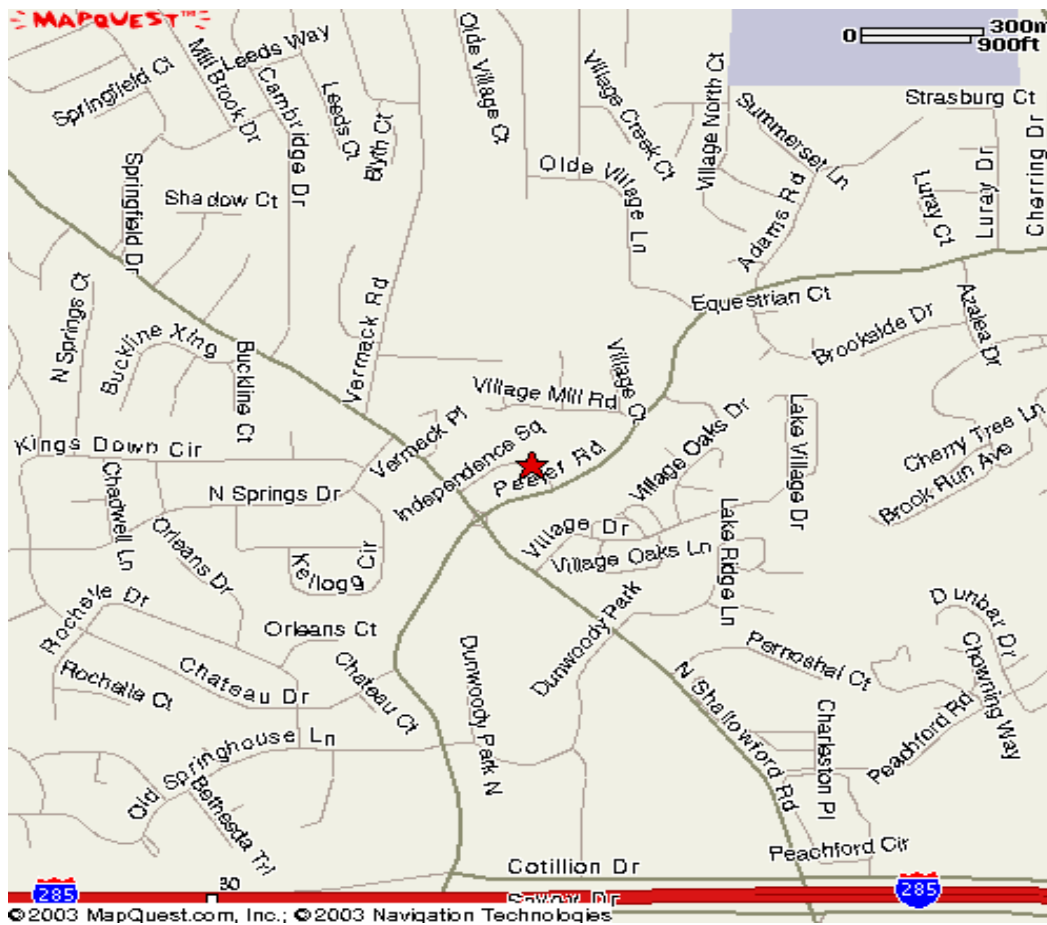 MAPQUEST™
0 300m
900ft
Springfield Ct
Mill Brook Dr
Leeds Way
Cambridge Dr
Leeds Ct
Blyth Ct
Olde Village Ct
Village Creek Ct
Village North Ct
Summerset Ln
Strasburg Ct
Cherring Dr
Luray Dr
Luray Ct
Springfield Dr
Shadow Ct
Olde Village Ln
Adams Rd
N Springs Ct
Buckline Xing
Buckline Ct
Vermack Rd
Equestrian Ct
Brookside Dr
Azalea Dr
Village Mill Rd
Village Ct
Kings Down Cir
Vermack Pl
Independence Sq
Peeler Rd
Village Oaks Dr
Lake Village Dr
Cherry Tree Ln
Brook Run Ave
Chadwell Ln
N Springs Dr
Orleans Dr
Kellogg Cir
Village Dr
Village Oaks Ln
Lake Ridge Ln
Rochelle Dr
Orleans Ct
Dunwoody Park
Dunbar Dr
Rochella Ct
Chateau Dr
Chateau Ct
Dunwoody Park N
N Shallowford Rd
Pernoshal Ct
Chowning Way
Peachford Rd
Charleston Pl
Old Springhouse Ln
Bethesda Trl
Peachford Cir
Cotillion Dr
285
30
Savoy Dr
285
©2003 MapQuest.com, Inc.; ©2003 Navigation Technologies